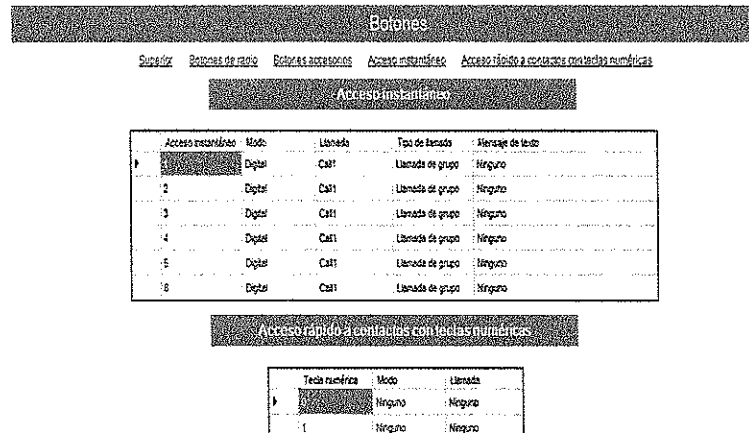 Botones
Superior Botones de radio Botones accesorios Acceso instantáneo Acceso rápido a contactos con teclas numéricas
Acceso instantáneo
Acceso instantáneo Modo Llamada Tipo de llamada Mensaje de texto
1 Digital Call1 Llamada de grupo Ninguno
2 Digital Call1 Llamada de grupo Ninguno
3 Digital Call1 Llamada de grupo Ninguno
4 Digital Call1 Llamada de grupo Ninguno
5 Digital Call1 Llamada de grupo Ninguno
6 Digital Call1 Llamada de grupo Ninguno
Acceso rápido a contactos con teclas numéricas
Tecla numérica Modo Llamada
Ninguno Ninguno
1 Ninguno Ninguno